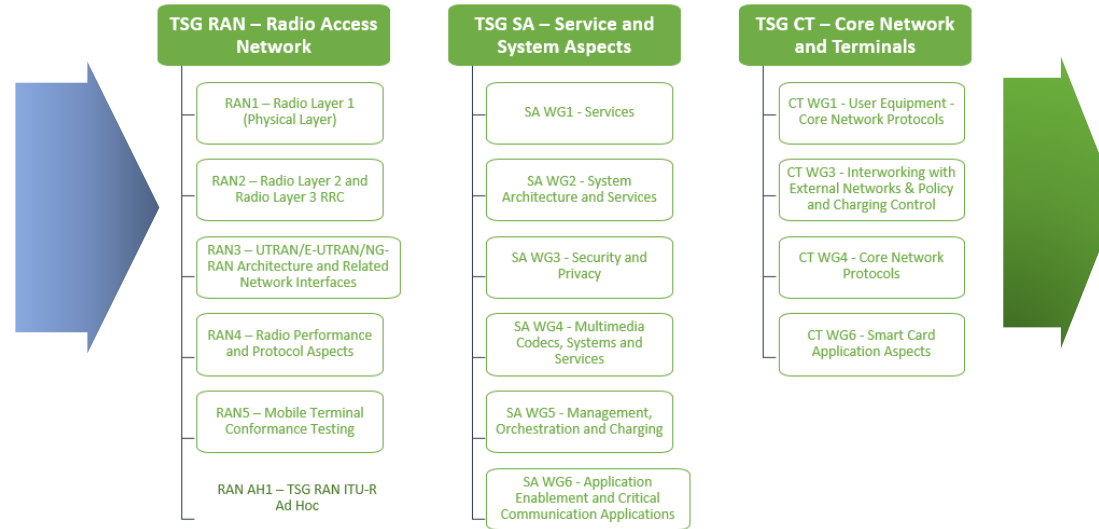 TSG RAN – Radio Access
Network
RAN1 – Radio Layer 1
(Physical Layer)
RAN2 – Radio Layer 2 and
Radio Layer 3 RRC
RAN3 – UTRAN/E-UTRAN/NG-
RAN Architecture and Related
Network Interfaces
RAN4 – Radio Performance
and Protocol Aspects
RAN5 – Mobile Terminal
Conformance Testing
RAN AH1 – TSG RAN ITU-R
Ad Hoc
TSG SA – Service and
System Aspects
SA WG1 - Services
SA WG2 - System
Architecture and Services
SA WG3 - Security and
Privacy
SA WG4 - Multimedia
Codecs, Systems and
Services
SA WG5 - Management,
Orchestration and Charging
SA WG6 - Application
Enablement and Critical
Communication Applications
TSG CT – Core Network
and Terminals
CT WG1 - User Equipment -
Core Network Protocols
CT WG3 - Interworking with
External Networks & Policy
and Charging Control
CT WG4 - Core Network
Protocols
CT WG6 - Smart Card
Application Aspects